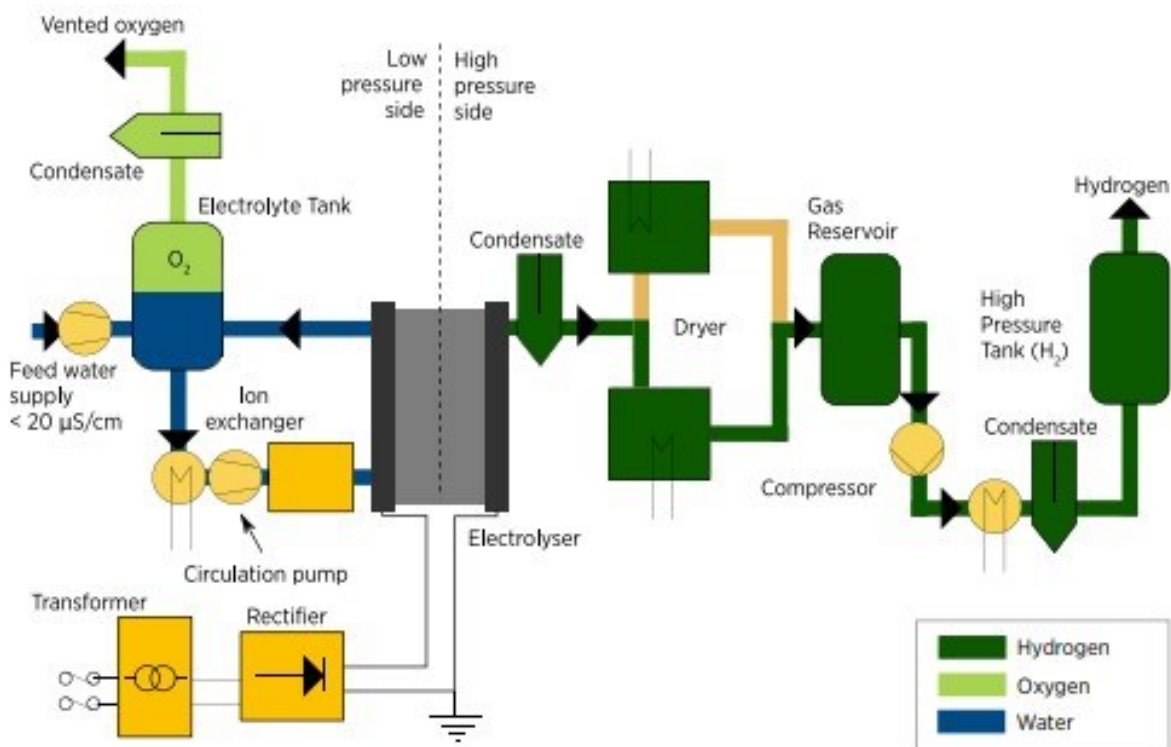 Vented oxygen
Low
pressure
side
High
pressure
side
Condensate
Electrolyte Tank
O₂
Condensate
Gas
Reservoir
Hydrogen
Dryer
High
Pressure
Tank (H₂)
Feed water
supply
< 20 µS/cm
Ion
exchanger
Condensate
Compressor
Electrolyser
Circulation pump
Transformer
Rectifier
Hydrogen
Oxygen
Water